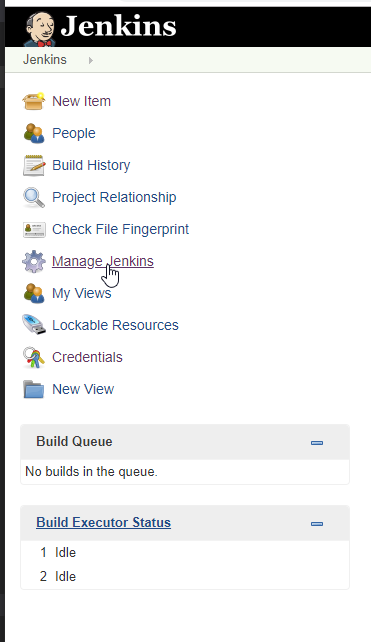 Jenkins
Jenkins
New Item
People
Build History
Project Relationship
Check File Fingerprint
Manage Jenkins
My Views
Lockable Resources
Credentials
New View
Build Queue
No builds in the queue.
Build Executor Status
1 Idle
2 Idle